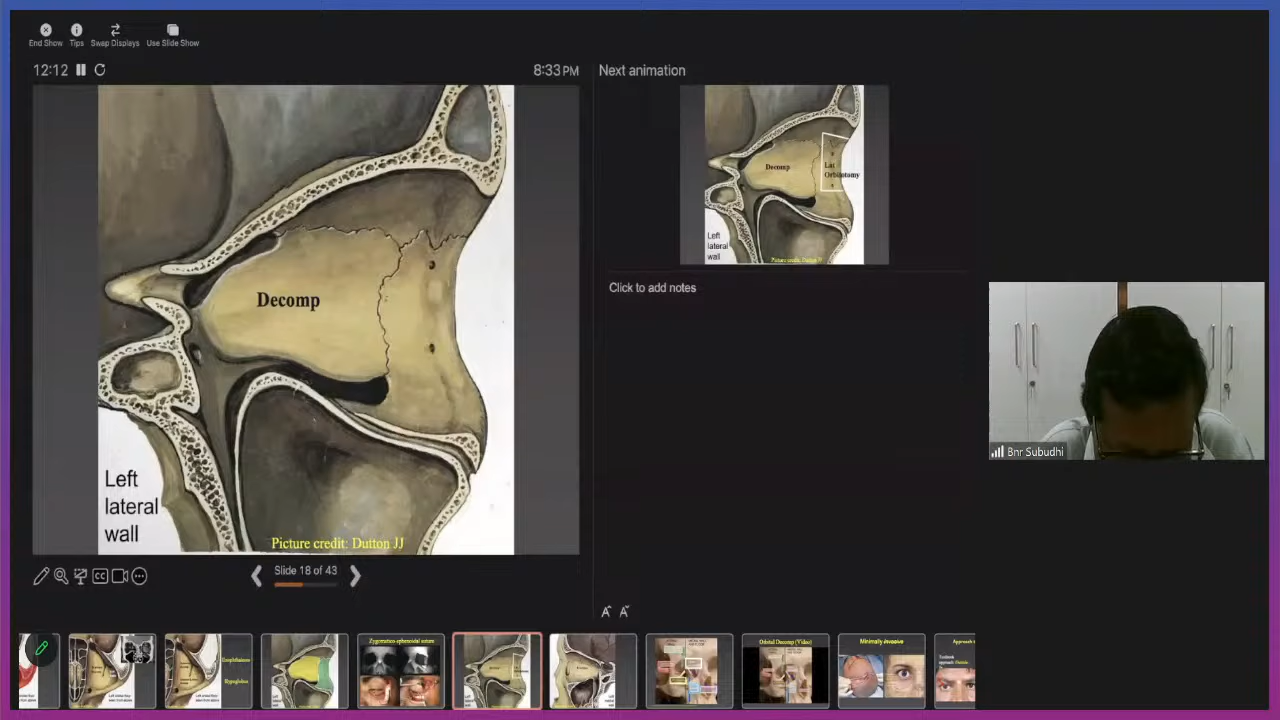 End Show Tips Swap Displays Use Slide Show
12:12 8:33 PM Next animation
Decomp
Left
lateral
wall
Picture credit: Dutton JJ
Decomp
Lat
Orbitotomy
Left
lateral
wall
Picture credit: Dutton JJ
Click to add notes
Bnr Subudhi
Slide 18 of 43
Zygomatico-sphenoidal suture
Orbital Decomp (Video)
Minimally invasive